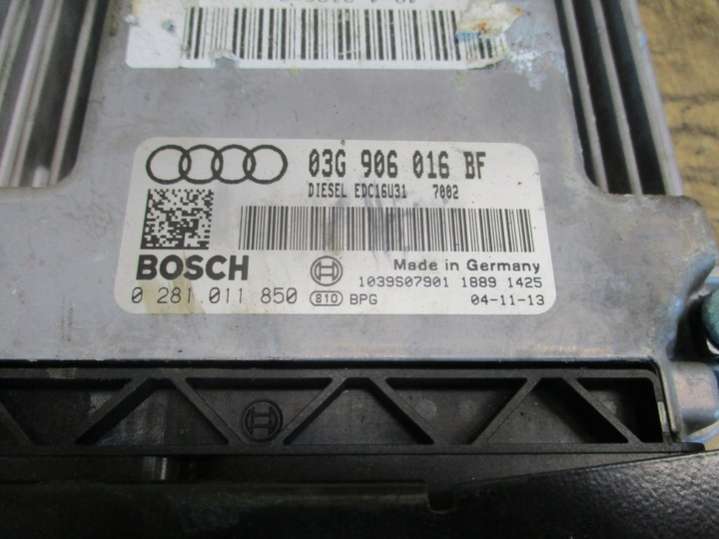 03G 906 016 BF
DIESEL EDC16U31 7002
BOSCH
Made in Germany
1039S07901 1889 1425
0 281 011 850 810 BPG 04-11-13